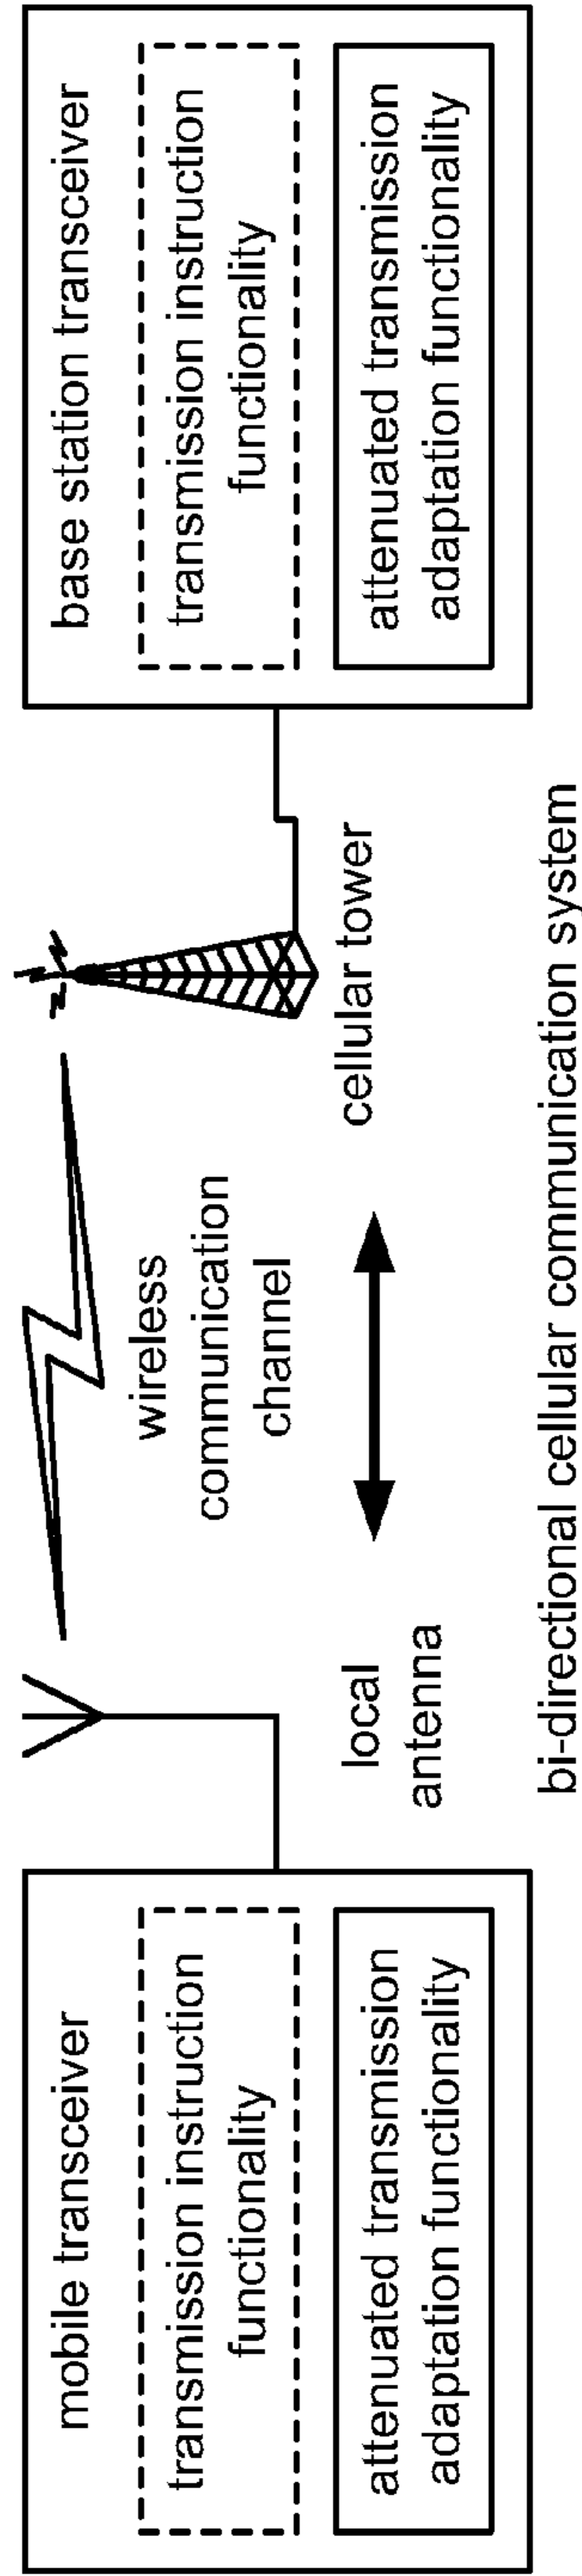 mobile transceiver
transmission instruction
functionality
attenuated transmission
adaptation functionality
local
antenna
wireless
communication
channel
cellular tower
base station transceiver
transmission instruction
functionality
attenuated transmission
adaptation functionality
bi-directional cellular communication system